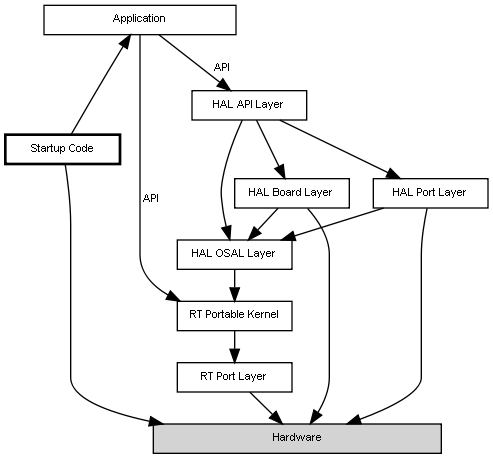 Application
API
HAL API Layer
Startup Code
HAL Board Layer
HAL Port Layer
API
HAL OSAL Layer
RT Portable Kernel
RT Port Layer
Hardware